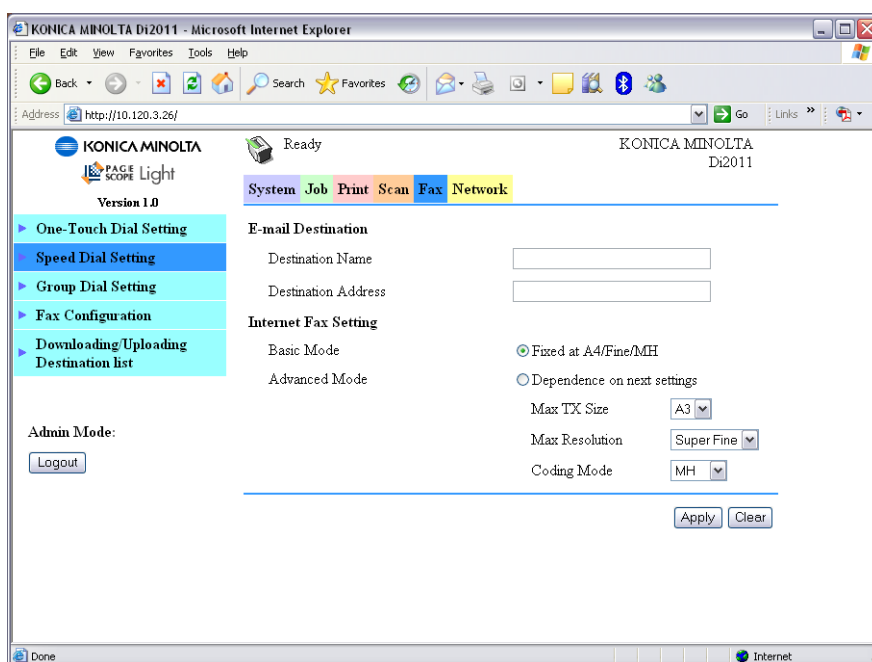 KONICA MINOLTA Di2011 - Microsoft Internet Explorer
File Edit View Favorites Tools Help
Back Search Favorites
Address http://10.120.3.26/ Go Links »
KONICA MINOLTA
PAGE SCOPE Light
Version 1.0
Ready
KONICA MINOLTA
Di2011
System Job Print Scan Fax Network
One-Touch Dial Setting
Speed Dial Setting
Group Dial Setting
Fax Configuration
Downloading/Uploading
Destination list
Admin Mode:
Logout
E-mail Destination
Destination Name
Destination Address
Internet Fax Setting
Basic Mode Fixed at A4/Fine/MH
Advanced Mode Dependence on next settings
Max TX Size A3
Max Resolution Super Fine
Coding Mode MH
Apply Clear
Done Internet